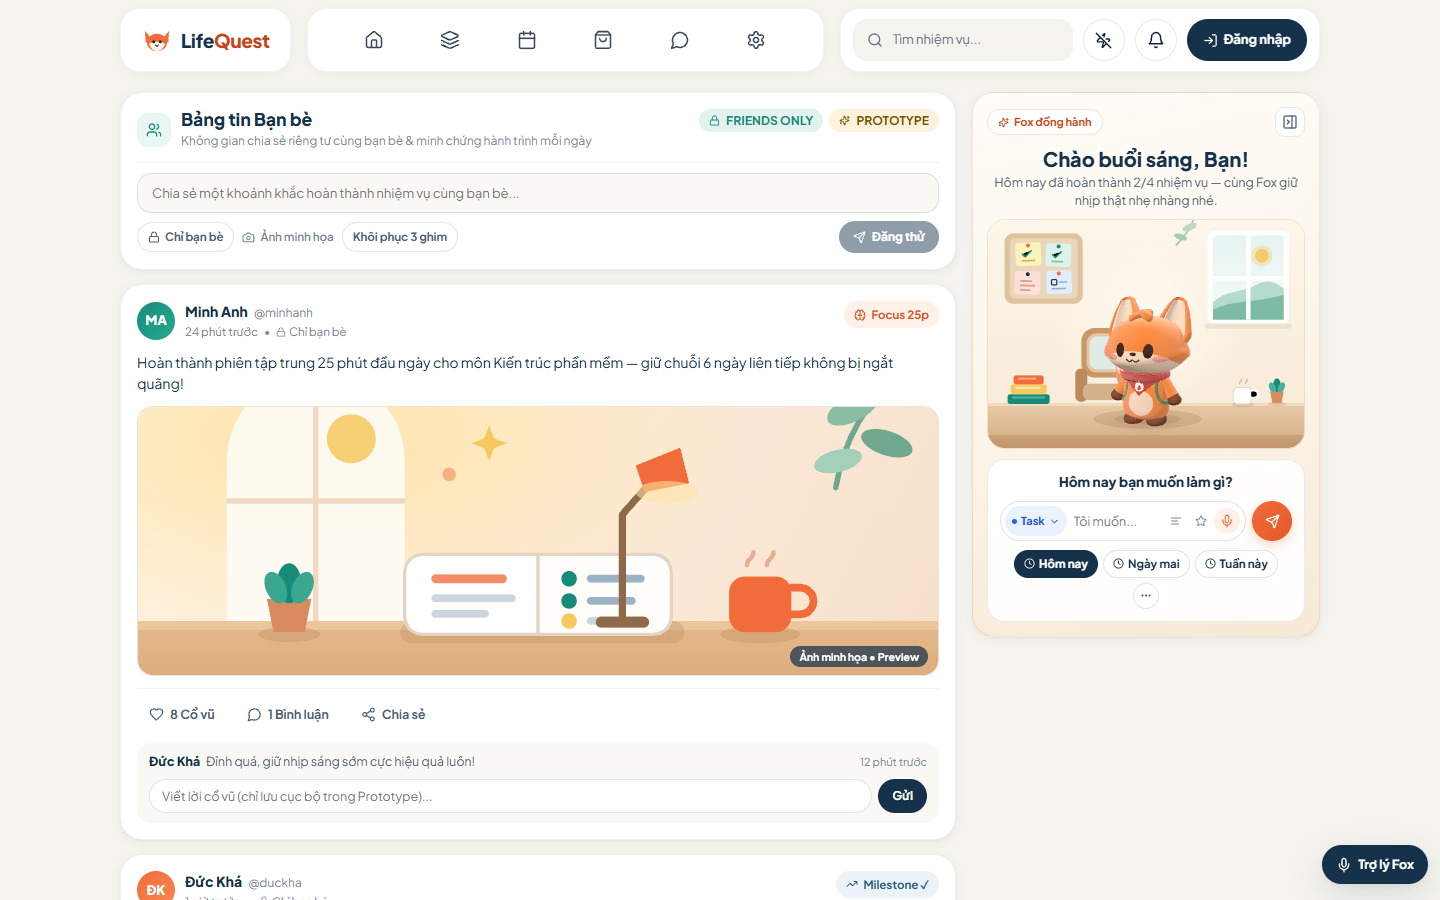 LifeQuest
Tìm nhiệm vụ...
Đăng nhập
Bảng tin Bạn bè
Không gian chia sẻ riêng tư cùng bạn bè & minh chứng hành trình mỗi ngày
FRIENDS ONLY
PROTOTYPE
Chia sẻ một khoảnh khắc hoàn thành nhiệm vụ cùng bạn bè...
Chỉ bạn bè
Ảnh minh họa
Khôi phục 3 ghim
Đăng thử
MA
Minh Anh @minhanh
24 phút trước • Chỉ bạn bè
Focus 25p
Hoàn thành phiên tập trung 25 phút đầu ngày cho môn Kiến trúc phần mềm — giữ chuỗi 6 ngày liên tiếp không bị ngắt
quãng!
Ảnh minh họa • Preview
8 Cổ vũ
1 Bình luận
Chia sẻ
Đức Khá Đỉnh quá, giữ nhịp sáng sớm cực hiệu quả luôn!
12 phút trước
Viết lời cổ vũ (chỉ lưu cục bộ trong Prototype)...
Gửi
ĐK
Đức Khá @duckha
Milestone ✓
Fox đồng hành
Chào buổi sáng, Bạn!
Hôm nay đã hoàn thành 2/4 nhiệm vụ — cùng Fox giữ
nhịp thật nhẹ nhàng nhé.
Hôm nay bạn muốn làm gì?
Task
Tôi muốn...
Hôm nay
Ngày mai
Tuần này
Trợ lý Fox